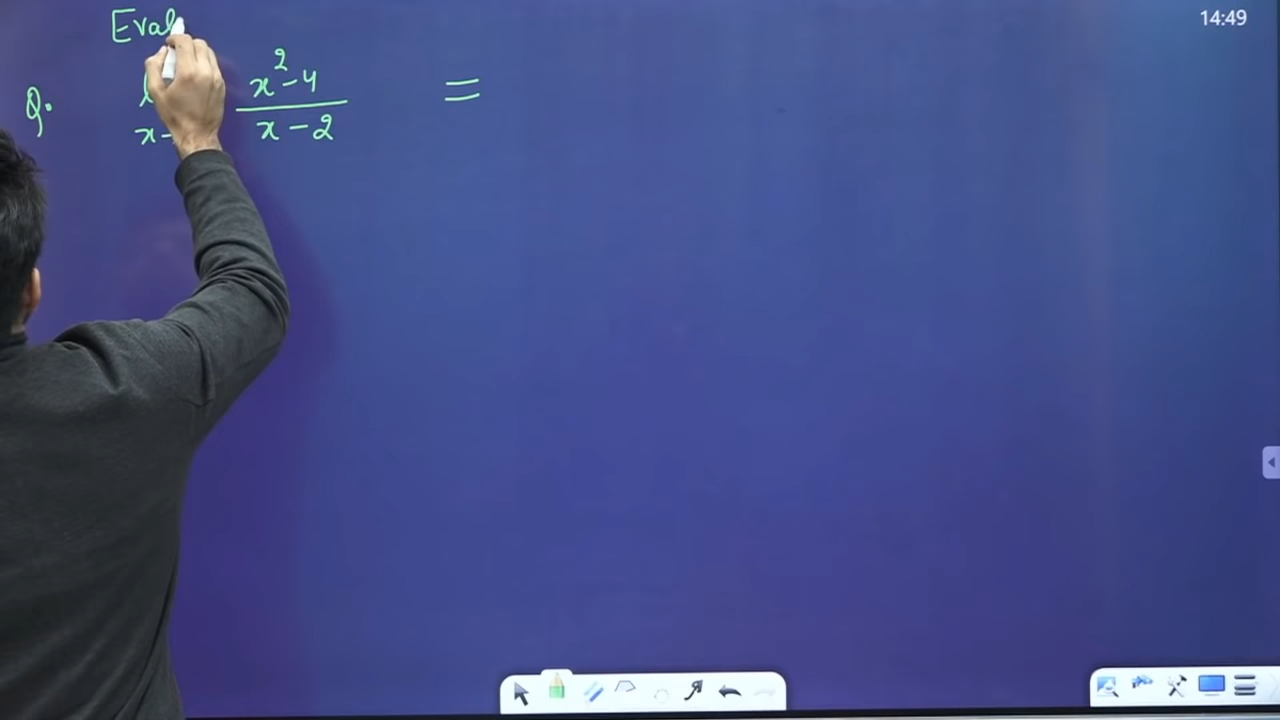 14:49
Eval
Q. x²-4 =
x- x-2